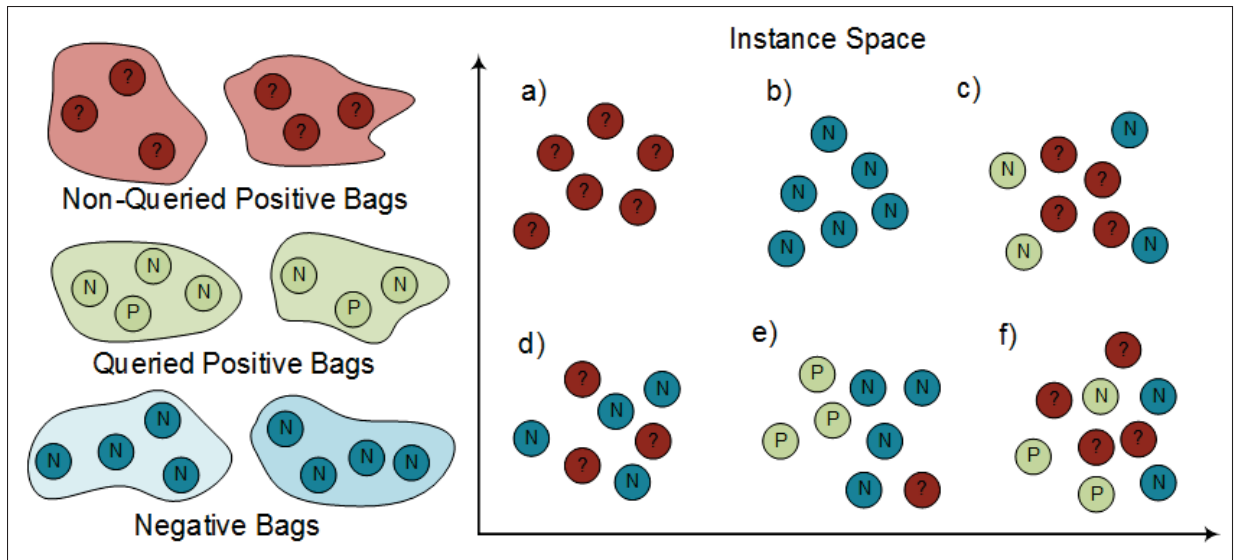 ? ? ?
? ? ?
Non-Queried Positive Bags
N N N P
N N P
Queried Positive Bags
N N N N
N N N N
Negative Bags
Instance Space
a)
? ? ? ? ? ?
b)
N N N N N N
c)
N ? N ? ? ? N N
d)
? N N N ? ? N
e)
P N N P P N N ?
f)
? ? N N P ? ? N P